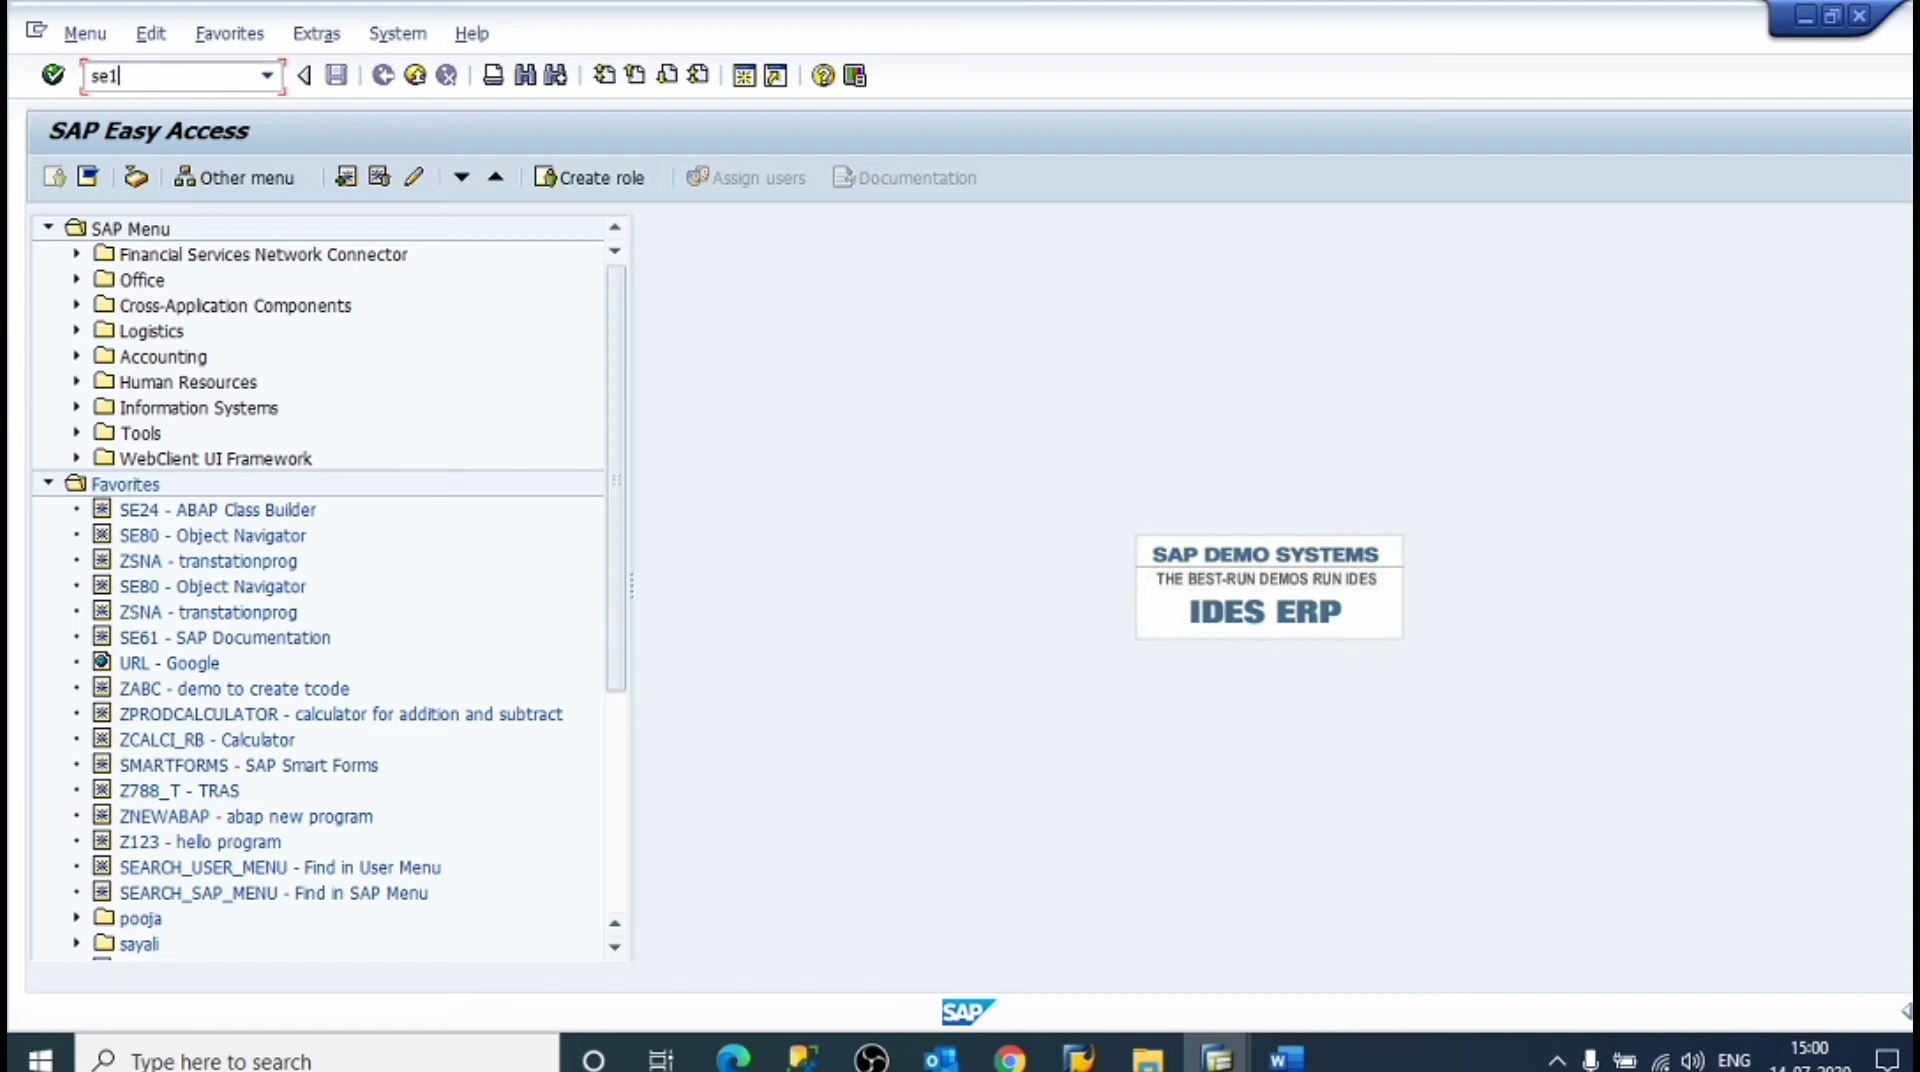 Menu Edit Favorites Extras System Help
se1
SAP Easy Access
Other menu Create role Assign users Documentation
SAP Menu
Financial Services Network Connector
Office
Cross-Application Components
Logistics
Accounting
Human Resources
Information Systems
Tools
WebClient UI Framework
Favorites
SE24 - ABAP Class Builder
SE80 - Object Navigator
ZSNA - transtationprog
SE80 - Object Navigator
ZSNA - transtationprog
SE61 - SAP Documentation
URL - Google
ZABC - demo to create tcode
ZPRODCALCULATOR - calculator for addition and subtract
ZCALCI_RB - Calculator
SMARTFORMS - SAP Smart Forms
Z788_T - TRAS
ZNEWABAP - abap new program
Z123 - hello program
SEARCH_USER_MENU - Find in User Menu
SEARCH_SAP_MENU - Find in SAP Menu
pooja
sayali
SAP DEMO SYSTEMS
THE BEST-RUN DEMOS RUN IDES
IDES ERP
SAP
Type here to search
ENG
15:00
14-07-2020